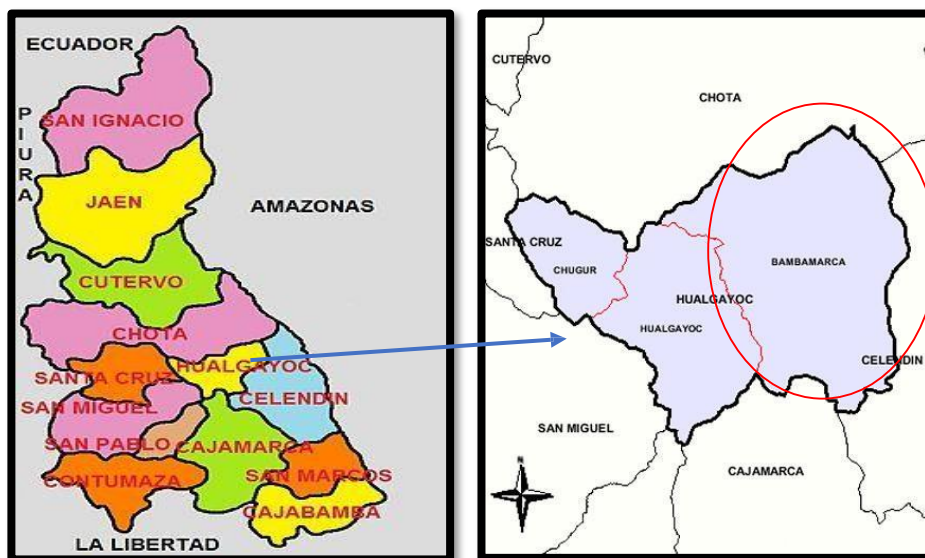 ECUADOR
PIURA
SAN IGNACIO
JAEN
AMAZONAS
CUTERVO
CHOTA
HUALGAYOC
SANTA CRUZ
CELENDIN
SAN MIGUEL
SAN PABLO
CAJAMARCA
SAN MARCOS
CONTUMAZA
CAJABAMBA
LA LIBERTAD
CUTERVO
CHOTA
SANTA CRUZ
CHUGUR
BAMBAMARCA
HUALGAYOC
HUALGAYOC
CELENDIN
SAN MIGUEL
CAJAMARCA
N